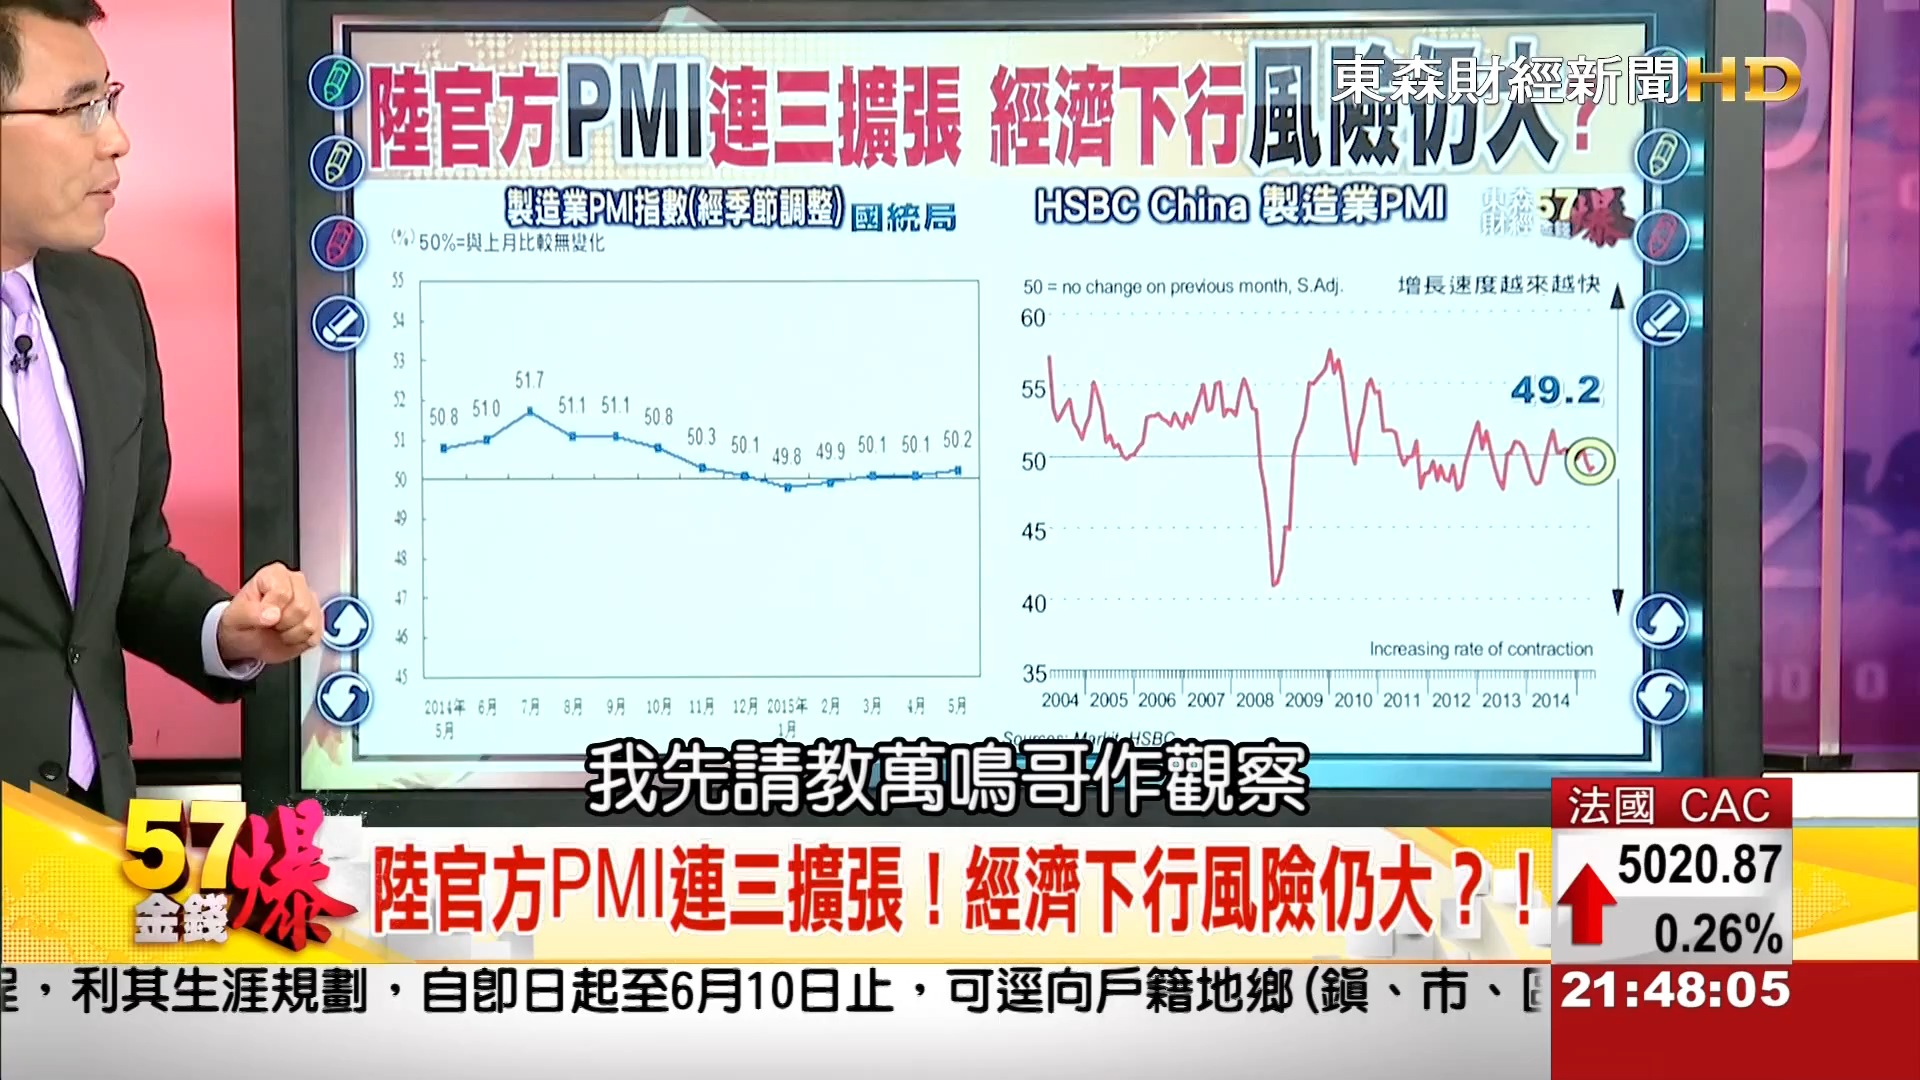 東森財經新聞HD
陸官方PMI連三擴張 經濟下行風險仍大?
製造業PMI指數(經季節調整) 國統局
(%) 50%=與上月比較無變化
55
54
53
52
51
50
49
48
47
46
45
50.8 51.0 51.7 51.1 51.1 50.8 50.3 50.1 49.8 49.9 50.1 50.1 50.2
2014年5月 6月 7月 8月 9月 10月 11月 12月 2015年1月 2月 3月 4月 5月
HSBC China 製造業PMI
東森財經 57金錢爆
50 = no change on previous month, S.Adj.
增長速度越來越快
60
55
50
45
40
35
49.2
Increasing rate of contraction
2004 2005 2006 2007 2008 2009 2010 2011 2012 2013 2014
Sources: Markit, HSBC
我先請教萬鳴哥作觀察
57金錢爆
陸官方PMI連三擴張!經濟下行風險仍大?!
法國 CAC
5020.87
0.26%
,利其生涯規劃,自即日起至6月10日止,可逕向戶籍地鄉(鎮、市、
21:48:05